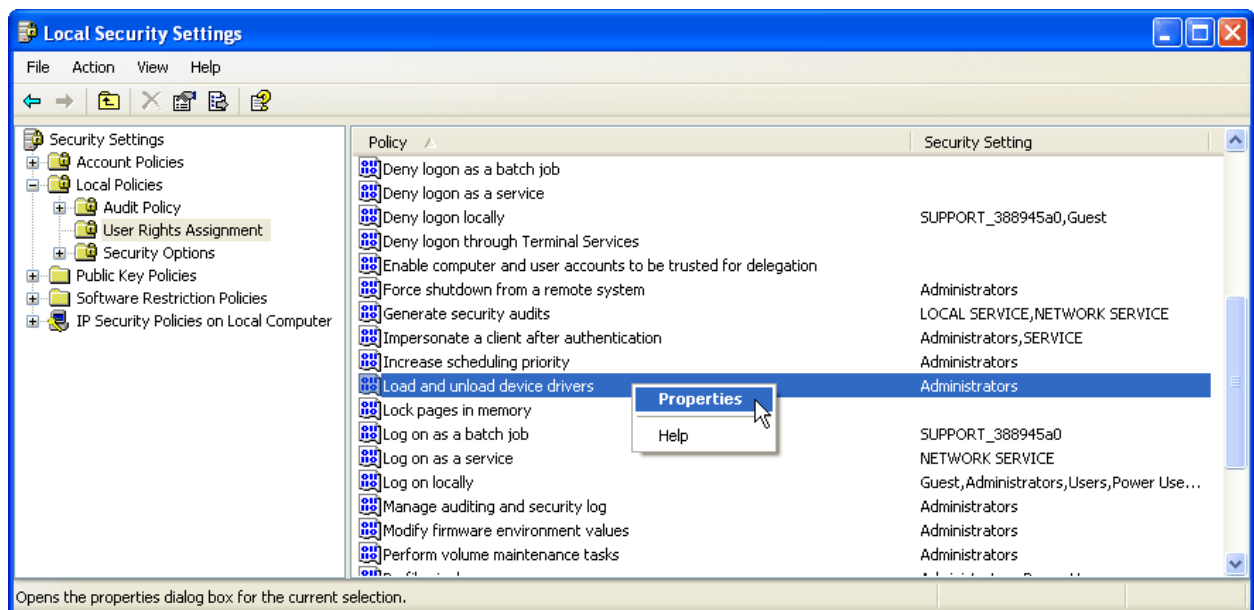 Local Security Settings
File Action View Help
Security Settings
Account Policies
Local Policies
Audit Policy
User Rights Assignment
Security Options
Public Key Policies
Software Restriction Policies
IP Security Policies on Local Computer
Policy Security Setting
Deny logon as a batch job
Deny logon as a service
Deny logon locally SUPPORT_388945a0,Guest
Deny logon through Terminal Services
Enable computer and user accounts to be trusted for delegation
Force shutdown from a remote system Administrators
Generate security audits LOCAL SERVICE,NETWORK SERVICE
Impersonate a client after authentication Administrators,SERVICE
Increase scheduling priority Administrators
Load and unload device drivers Administrators
Properties
Lock pages in memory
Help
Log on as a batch job SUPPORT_388945a0
Log on as a service NETWORK SERVICE
Log on locally Guest,Administrators,Users,Power Use...
Manage auditing and security log Administrators
Modify firmware environment values Administrators
Perform volume maintenance tasks Administrators
Opens the properties dialog box for the current selection.